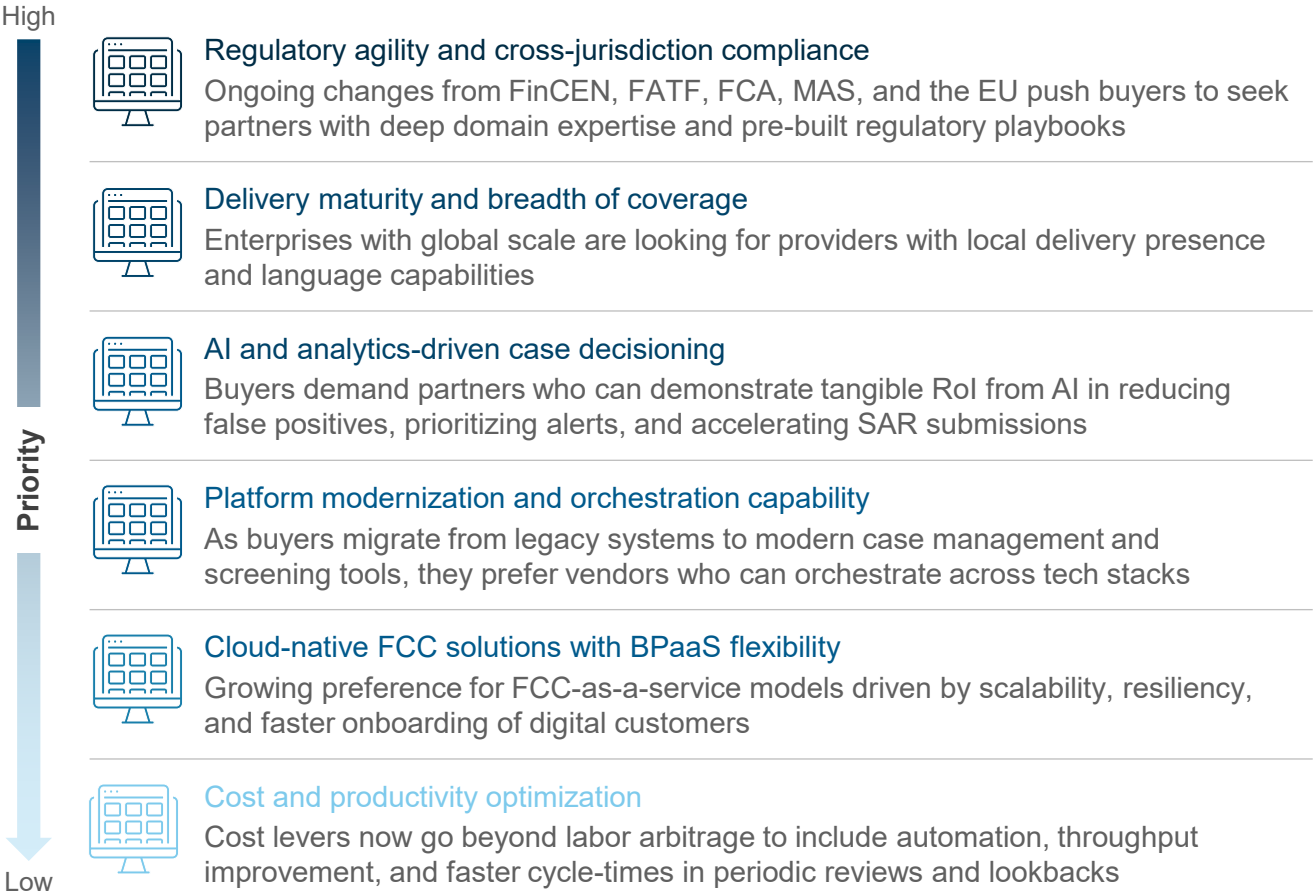 High
Regulatory agility and cross-jurisdiction compliance
Ongoing changes from FinCEN, FATF, FCA, MAS, and the EU push buyers to seek
partners with deep domain expertise and pre-built regulatory playbooks
Delivery maturity and breadth of coverage
Enterprises with global scale are looking for providers with local delivery presence
and language capabilities
AI and analytics-driven case decisioning
Buyers demand partners who can demonstrate tangible RoI from AI in reducing
false positives, prioritizing alerts, and accelerating SAR submissions
Priority
Platform modernization and orchestration capability
As buyers migrate from legacy systems to modern case management and
screening tools, they prefer vendors who can orchestrate across tech stacks
Cloud-native FCC solutions with BPaaS flexibility
Growing preference for FCC-as-a-service models driven by scalability, resiliency,
and faster onboarding of digital customers
Cost and productivity optimization
Cost levers now go beyond labor arbitrage to include automation, throughput
improvement, and faster cycle-times in periodic reviews and lookbacks
Low